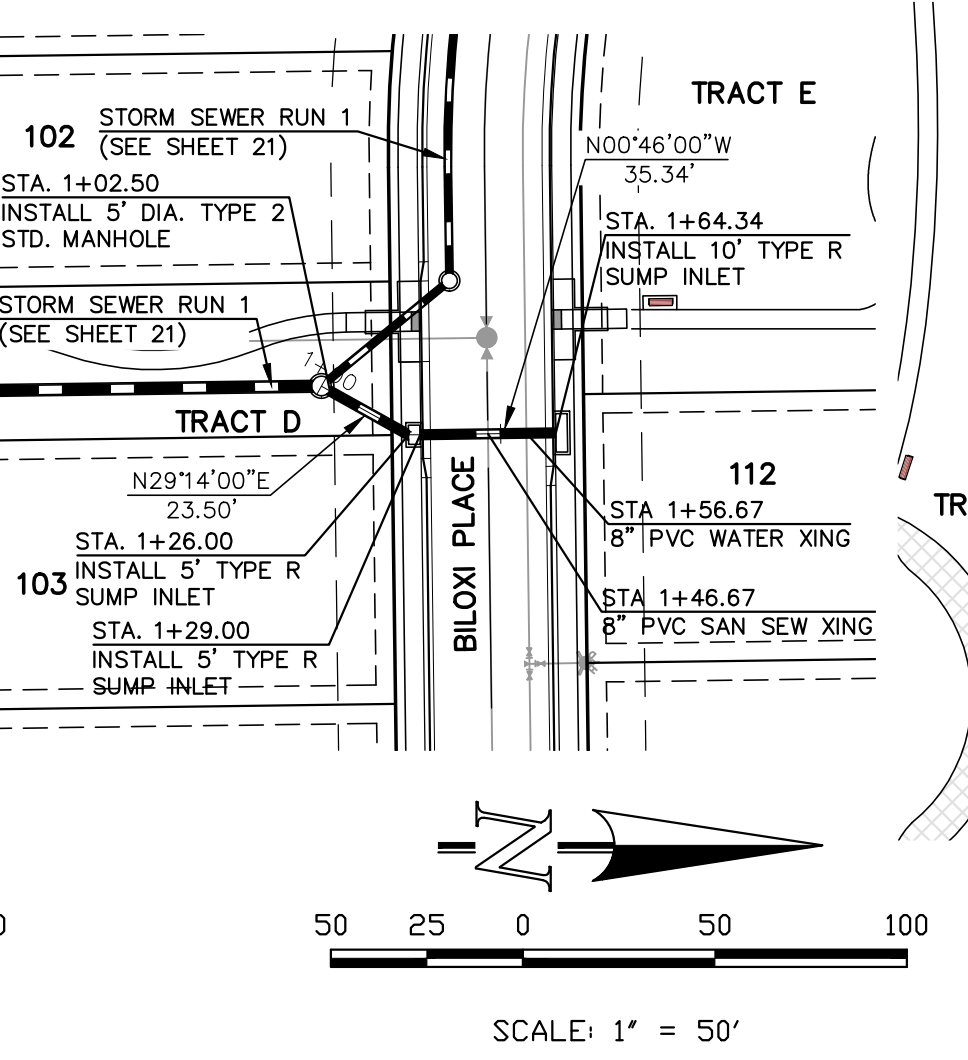 TRACT E
STORM SEWER RUN 1
(SEE SHEET 21)
102
N00°46'00"W
35.34'
STA. 1+02.50
INSTALL 5' DIA. TYPE 2
STD. MANHOLE
STA. 1+64.34
INSTALL 10' TYPE R
SUMP INLET
STORM SEWER RUN 1
(SEE SHEET 21)
TRACT D
112
N29°14'00"E
23.50'
BILOXI PLACE
TR
STA 1+56.67
8" PVC WATER XING
STA. 1+26.00
INSTALL 5' TYPE R
SUMP INLET
103
STA 1+46.67
8" PVC SAN SEW XING
STA. 1+29.00
INSTALL 5' TYPE R
SUMP INLET
N
0
50 25 0 50 100
SCALE: 1" = 50'